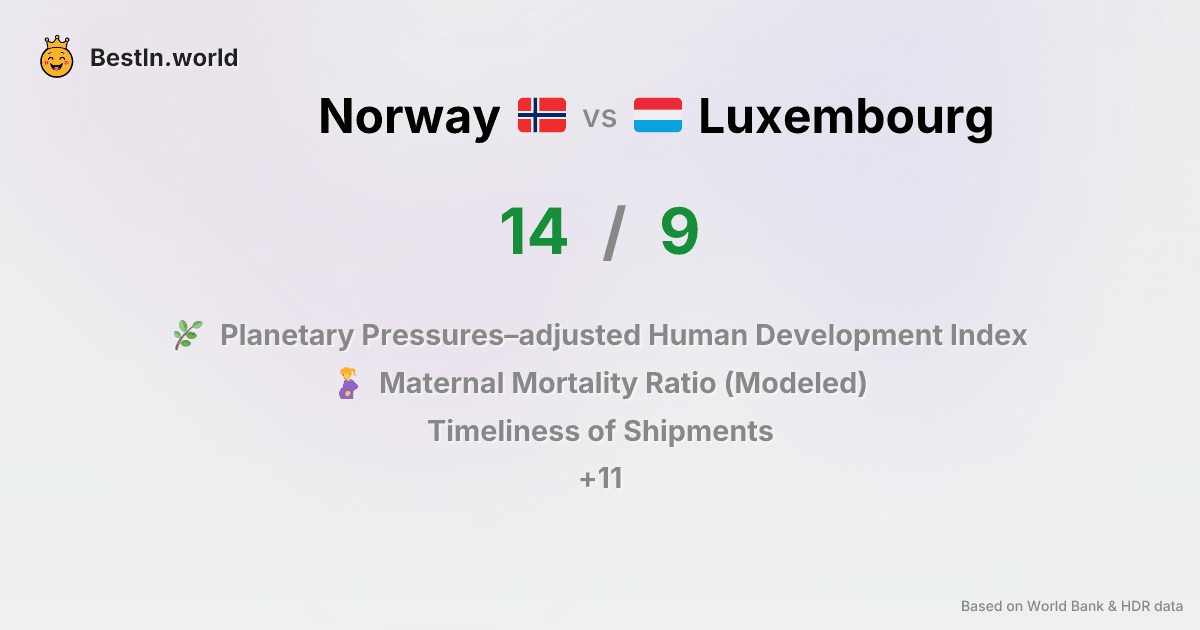 BestIn.world
Norway vs Luxembourg
14 / 9
Planetary Pressures–adjusted Human Development Index
Maternal Mortality Ratio (Modeled)
Timeliness of Shipments
+11
Based on World Bank & HDR data